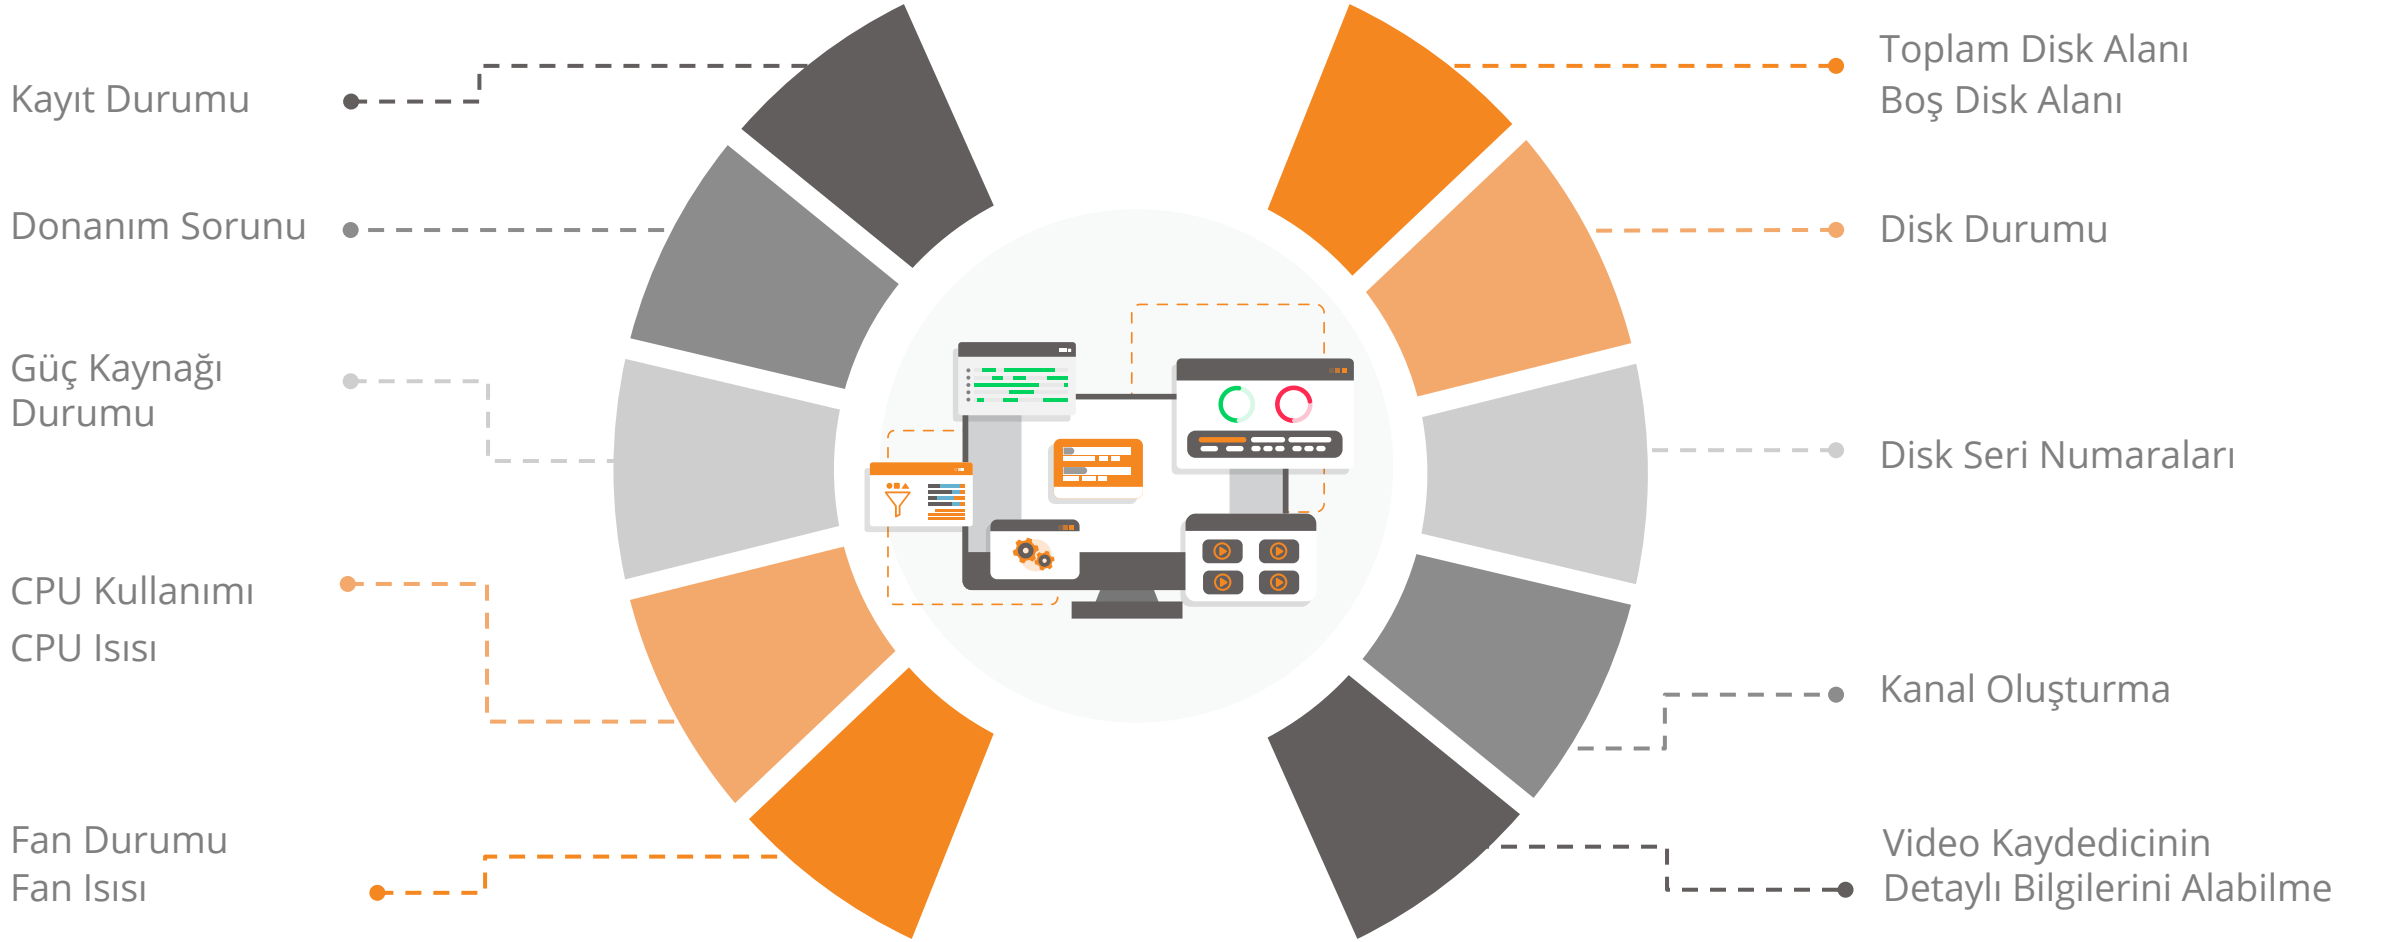 Kayıt Durumu
Donanım Sorunu
Güç Kaynağı
Durumu
CPU Kullanımı
CPU Isısı
Fan Durumu
Fan Isısı
Toplam Disk Alanı
Boş Disk Alanı
Disk Durumu
Disk Seri Numaraları
Kanal Oluşturma
Video Kaydedicinin
Detaylı Bilgilerini Alabilme